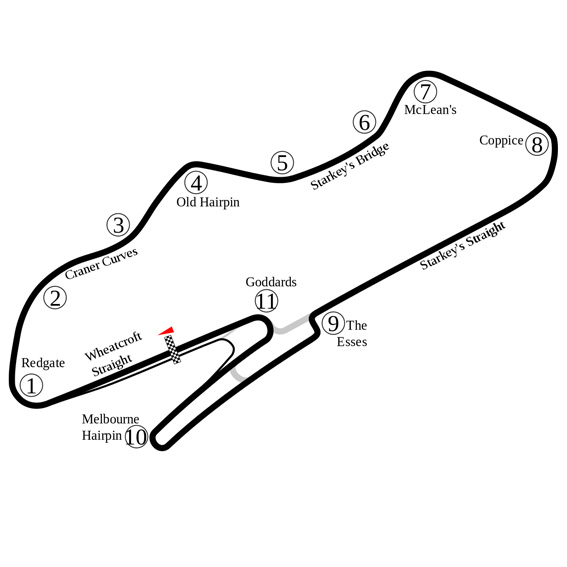 7
McLean's
6
Coppice
8
5
Starkey's Bridge
4
Old Hairpin
3
Craner Curves
Starkey's Straight
2
Goddards
11
9
The
Esses
Wheatcroft
Straight
Redgate
1
Melbourne
Hairpin
10